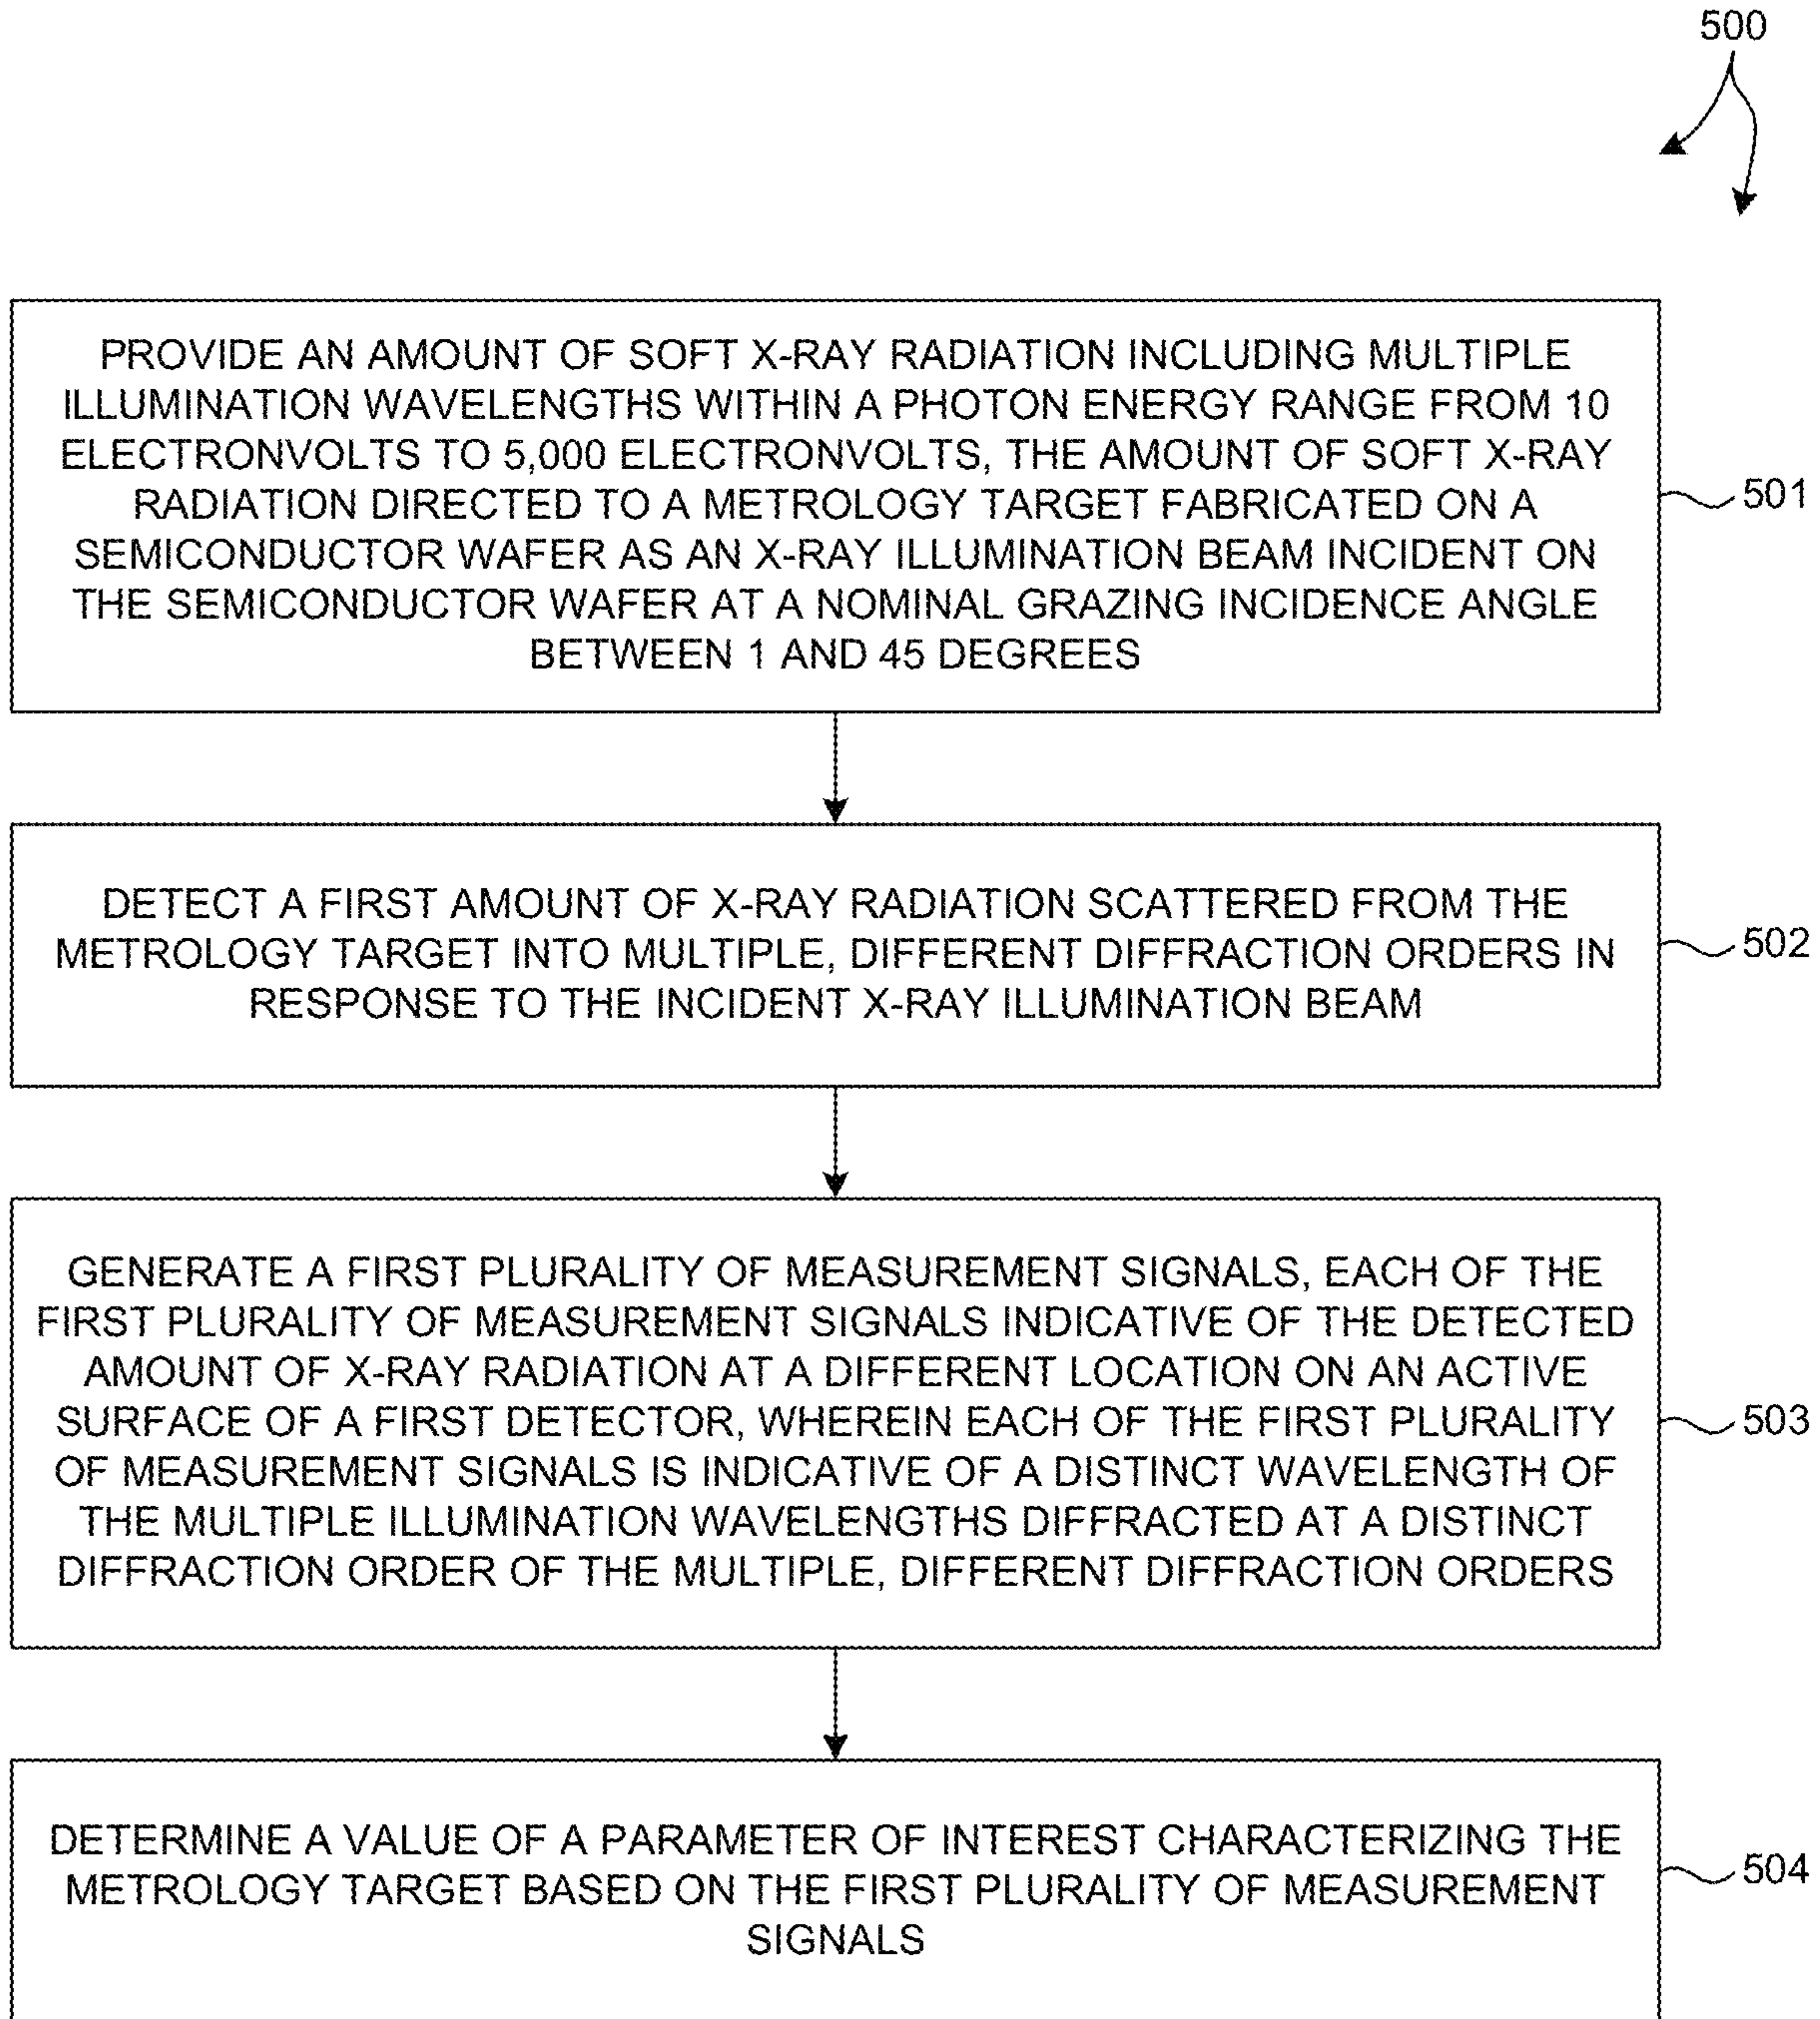 500
PROVIDE AN AMOUNT OF SOFT X-RAY RADIATION INCLUDING MULTIPLE
ILLUMINATION WAVELENGTHS WITHIN A PHOTON ENERGY RANGE FROM 10
ELECTRONVOLTS TO 5,000 ELECTRONVOLTS, THE AMOUNT OF SOFT X-RAY
RADIATION DIRECTED TO A METROLOGY TARGET FABRICATED ON A
SEMICONDUCTOR WAFER AS AN X-RAY ILLUMINATION BEAM INCIDENT ON
THE SEMICONDUCTOR WAFER AT A NOMINAL GRAZING INCIDENCE ANGLE
BETWEEN 1 AND 45 DEGREES
501
DETECT A FIRST AMOUNT OF X-RAY RADIATION SCATTERED FROM THE
METROLOGY TARGET INTO MULTIPLE, DIFFERENT DIFFRACTION ORDERS IN
RESPONSE TO THE INCIDENT X-RAY ILLUMINATION BEAM
502
GENERATE A FIRST PLURALITY OF MEASUREMENT SIGNALS, EACH OF THE
FIRST PLURALITY OF MEASUREMENT SIGNALS INDICATIVE OF THE DETECTED
AMOUNT OF X-RAY RADIATION AT A DIFFERENT LOCATION ON AN ACTIVE
SURFACE OF A FIRST DETECTOR, WHEREIN EACH OF THE FIRST PLURALITY
OF MEASUREMENT SIGNALS IS INDICATIVE OF A DISTINCT WAVELENGTH OF
THE MULTIPLE ILLUMINATION WAVELENGTHS DIFFRACTED AT A DISTINCT
DIFFRACTION ORDER OF THE MULTIPLE, DIFFERENT DIFFRACTION ORDERS
503
DETERMINE A VALUE OF A PARAMETER OF INTEREST CHARACTERIZING THE
METROLOGY TARGET BASED ON THE FIRST PLURALITY OF MEASUREMENT
SIGNALS
504